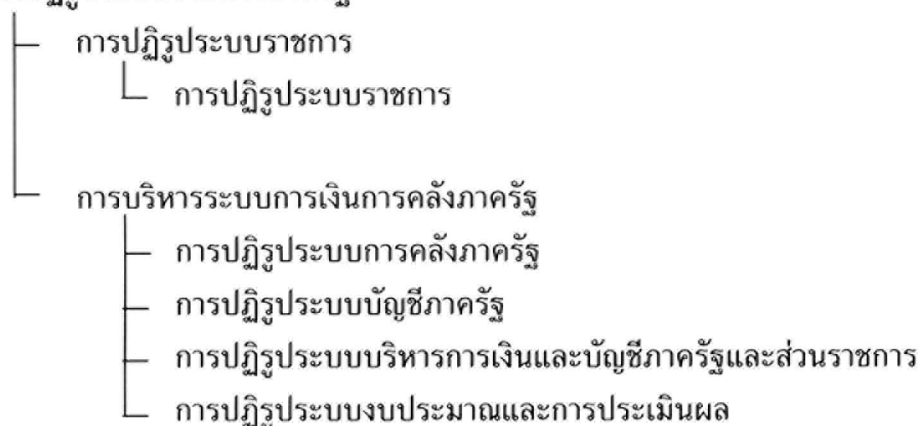 การปฏิรูประบบราชการ
การปฏิรูประบบราชการ
การบริหารระบบการเงินการคลังภาครัฐ
การปฏิรูประบบการคลังภาครัฐ
การปฏิรูประบบบัญชีภาครัฐ
การปฏิรูประบบบริหารการเงินและบัญชีภาครัฐและส่วนราชการ
การปฏิรูประบบงบประมาณและการประเมินผล